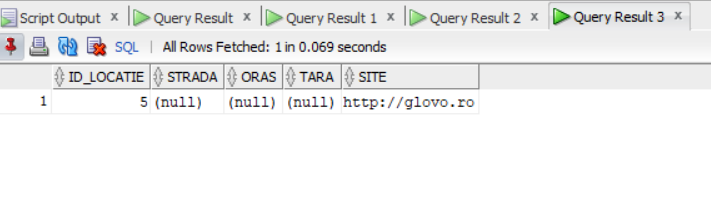 Script Output x Query Result x Query Result 1 x Query Result 2 x Query Result 3 x
SQL | All Rows Fetched: 1 in 0.069 seconds
ID_LOCATIE STRADA ORAS TARA SITE
1 5 (null) (null) (null) http://glovo.ro